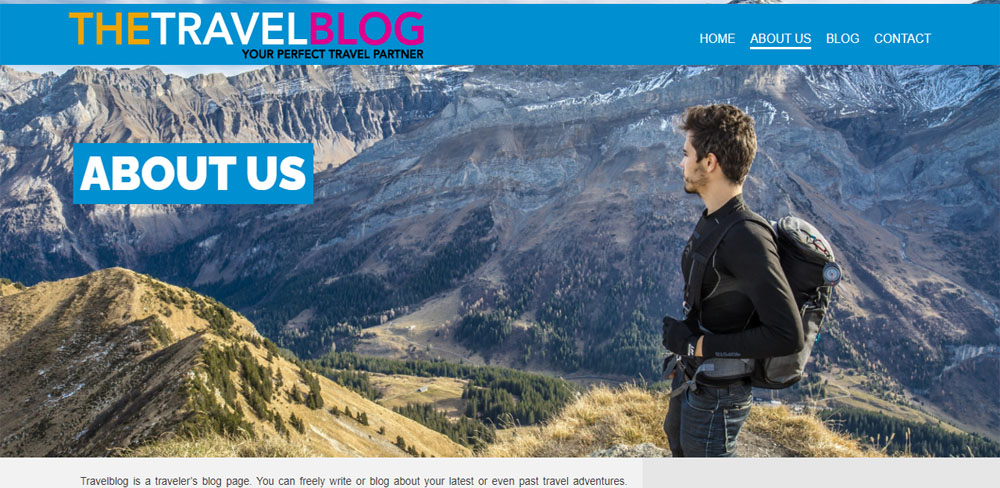 THETRAVELBLOG
YOUR PERFECT TRAVEL PARTNER
HOME ABOUT US BLOG CONTACT
ABOUT US
Travelblog is a traveler's blog page. You can freely write or blog about your latest or even past travel adventures.